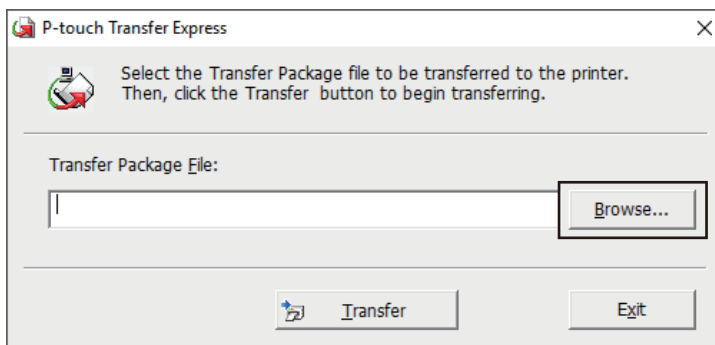 P-touch Transfer Express
Select the Transfer Package file to be transferred to the printer.
Then, click the Transfer button to begin transferring.
Transfer Package File:
Browse...
Transfer
Exit